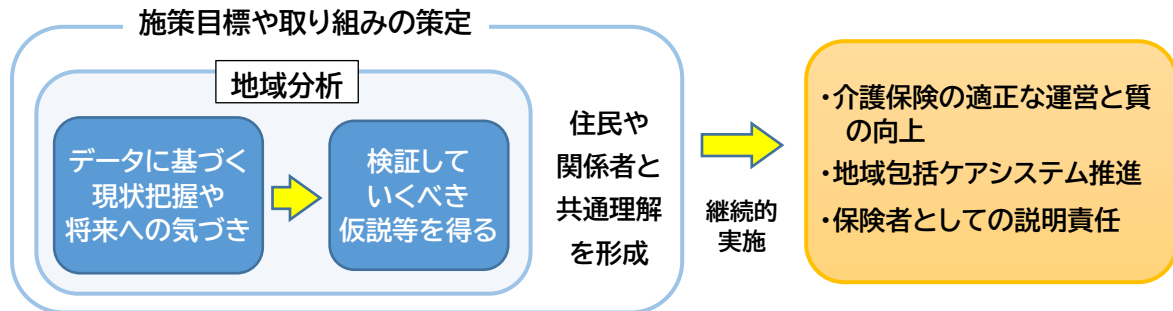 施策目標や取り組みの策定
地域分析
データに基づく
現状把握や
将来への気づき
検証して
いくべき
仮説等を得る
住民や
関係者と
共通理解
を形成
継続的
実施
・介護保険の適正な運営と質
の向上
・地域包括ケアシステム推進
・保険者としての説明責任